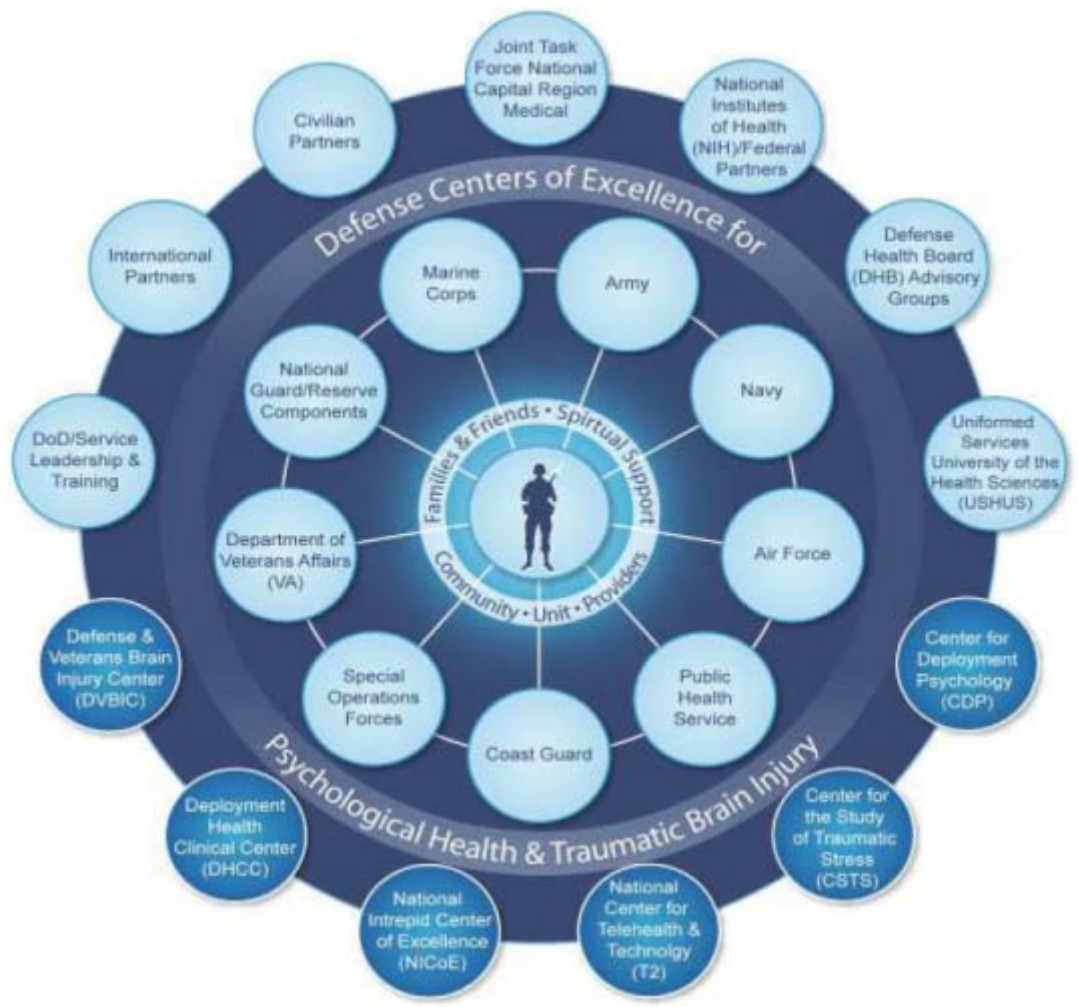 Joint Task
Force National
Capital Region
Medical
National
Institutes
of Health
(NIH)/Federal
Partners
Defense
Health Board
(DHB) Advisory
Groups
Uniformed
Services
University of the
Health Sciences
(USHUS)
Center for
Deployment
Psychology
(CDP)
Center for
the Study
of Traumatic
Stress
(CSTS)
National
Center for
Telehealth &
Technolgy
(T2)
National
Intrepid Center
of Excellence
(NICoE)
Deployment
Health
Clinical Center
(DHCC)
Defense &
Veterans Brain
Injury Center
(DVBIC)
DoD/Service
Leadership &
Training
International
Partners
Civilian
Partners
Defense Centers of Excellence for
Psychological Health & Traumatic Brain Injury
Marine
Corps
Army
Navy
Air Force
Public
Health
Service
Coast Guard
Special
Operations
Forces
Department of
Veterans Affairs
(VA)
National
Guard/Reserve
Components
Families & Friends • Spirtual Support
Community • Unit • Providers